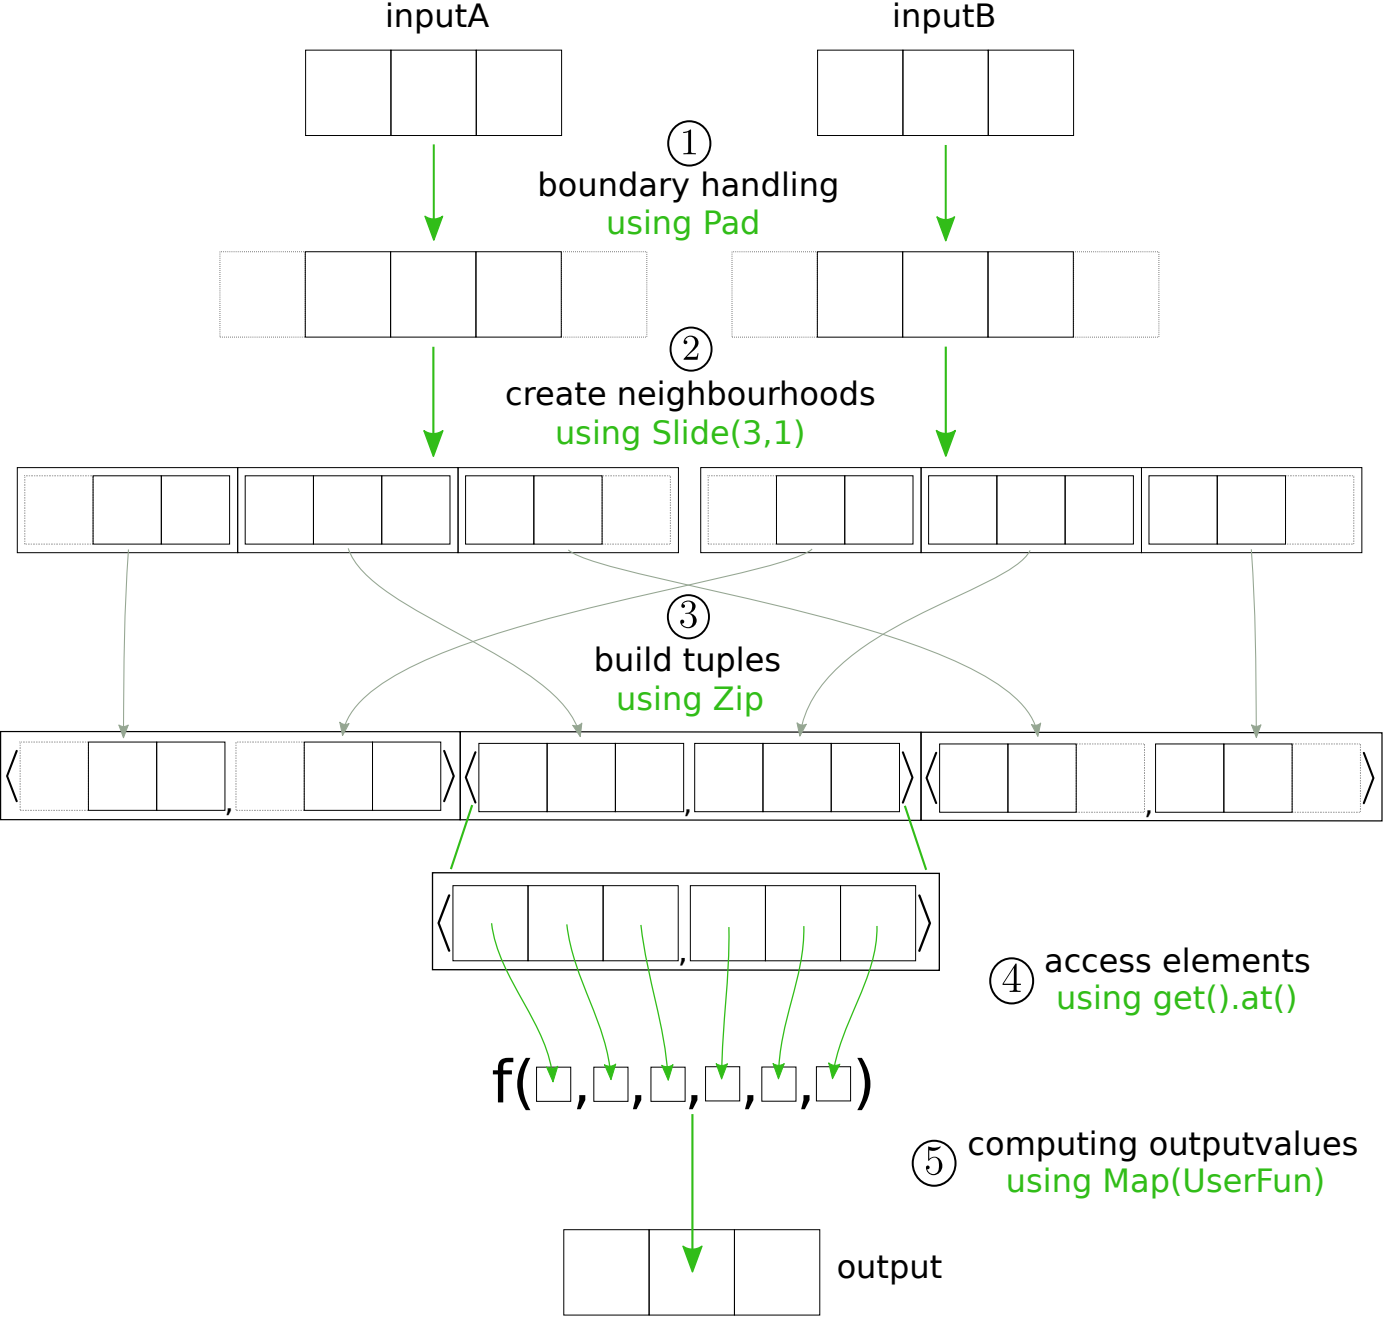 inputA
inputB
1
boundary handling
using Pad
2
create neighbourhoods
using Slide(3,1)
3
build tuples
using Zip
⟨ , ⟩ ⟨ , ⟩ ⟨ , ⟩
⟨ , ⟩
4 access elements
using get().at()
f( , , , , , )
5 computing outputvalues
using Map(UserFun)
output